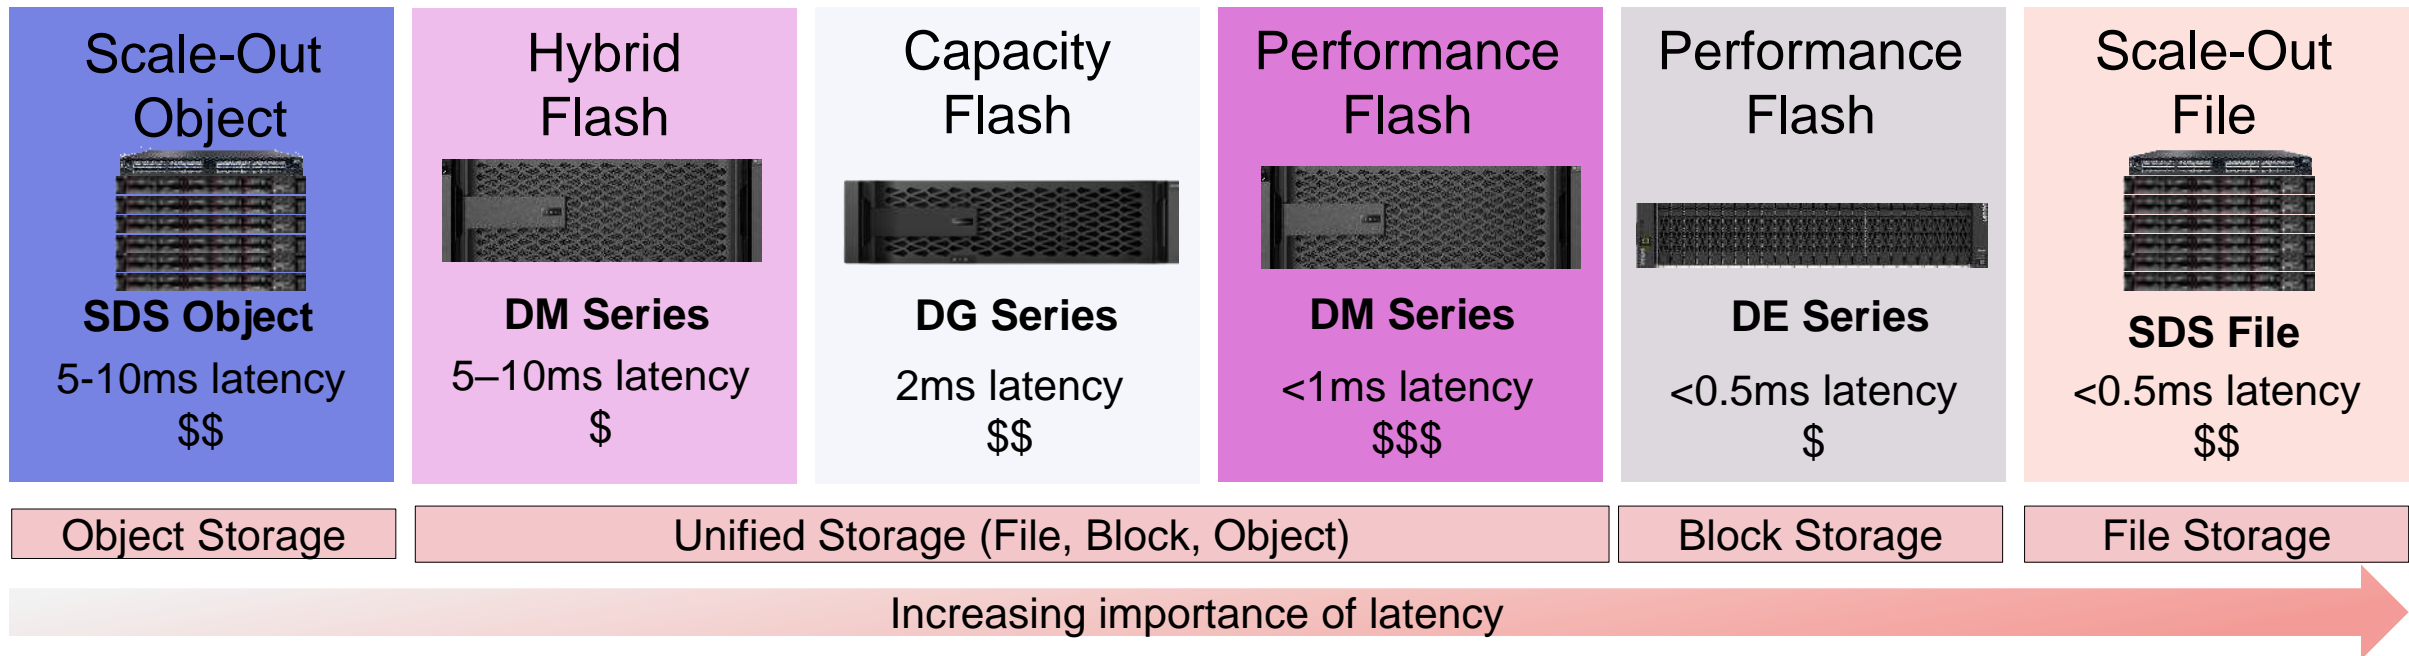 Scale-Out
Object
SDS Object
5-10ms latency
$$
Hybrid
Flash
DM Series
5–10ms latency
$
Capacity
Flash
DG Series
2ms latency
$$
Performance
Flash
DM Series
<1ms latency
$$$
Performance
Flash
DE Series
<0.5ms latency
$
Scale-Out
File
SDS File
<0.5ms latency
$$
Object Storage
Unified Storage (File, Block, Object)
Block Storage
File Storage
Increasing importance of latency